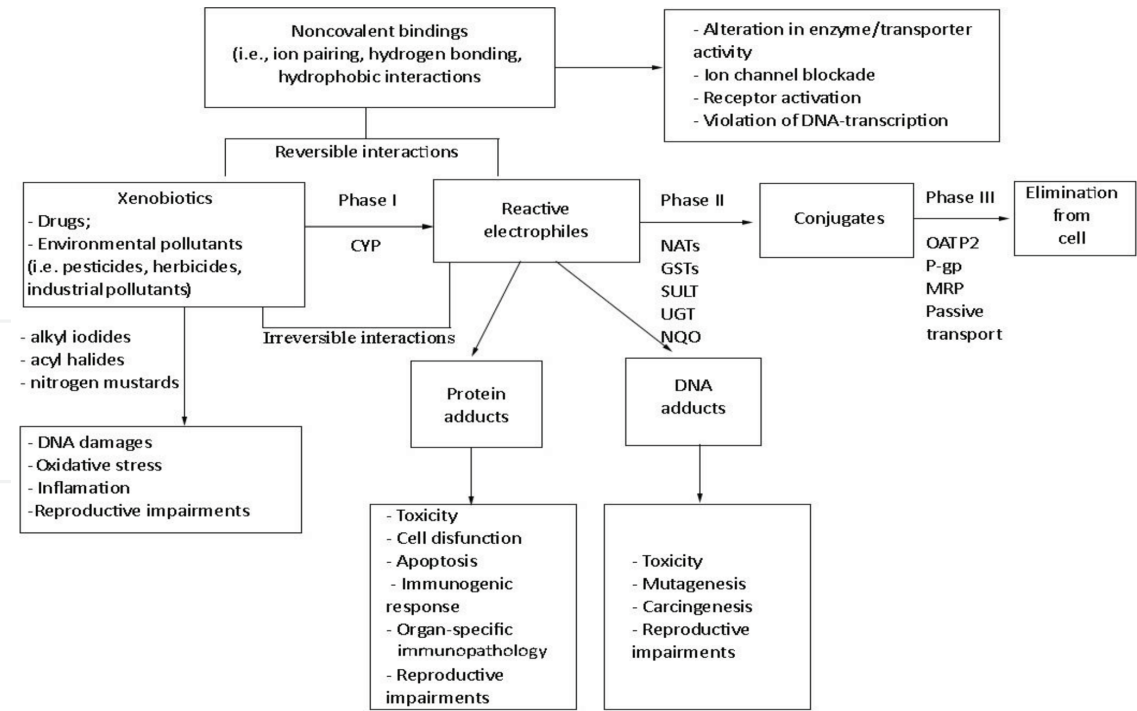 Noncovalent bindings
(i.e., ion pairing, hydrogen bonding,
hydrophobic interactions
- Alteration in enzyme/transporter
activity
- Ion channel blockade
- Receptor activation
- Violation of DNA-transcription
Reversible interactions
Xenobiotics
- Drugs;
- Environmental pollutants
(i.e. pesticides, herbicides,
industrial pollutants)
Phase I
CYP
Reactive
electrophiles
Phase II
NATs
GSTs
SULT
UGT
NQO
Conjugates
Phase III
OATP2
P-gp
MRP
Passive
transport
Elimination
from
cell
Irreversible interactions
- alkyl iodides
- acyl halides
- nitrogen mustards
Protein
adducts
DNA
adducts
- DNA damages
- Oxidative stress
- Inflamation
-Reproductive impairments
- Toxicity
- Cell disfunction
- Apoptosis
- Immunogenic
response
- Organ-specific
immunopathology
- Reproductive
impairments
- Toxicity
- Mutagenesis
- Carcingenesis
- Reproductive
impairments